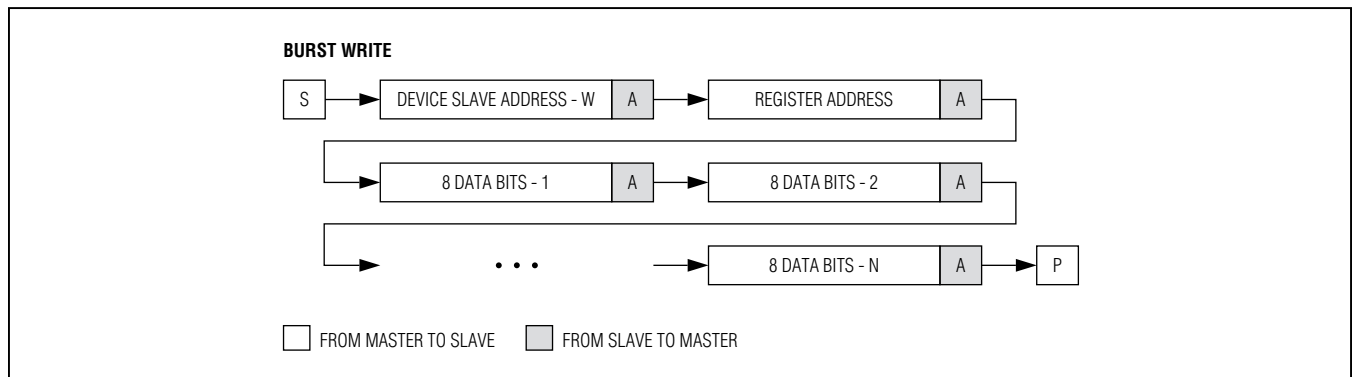 BURST WRITE
S DEVICE SLAVE ADDRESS - W A REGISTER ADDRESS A
8 DATA BITS - 1 A 8 DATA BITS - 2 A
• • • 8 DATA BITS - N A P
FROM MASTER TO SLAVE FROM SLAVE TO MASTER